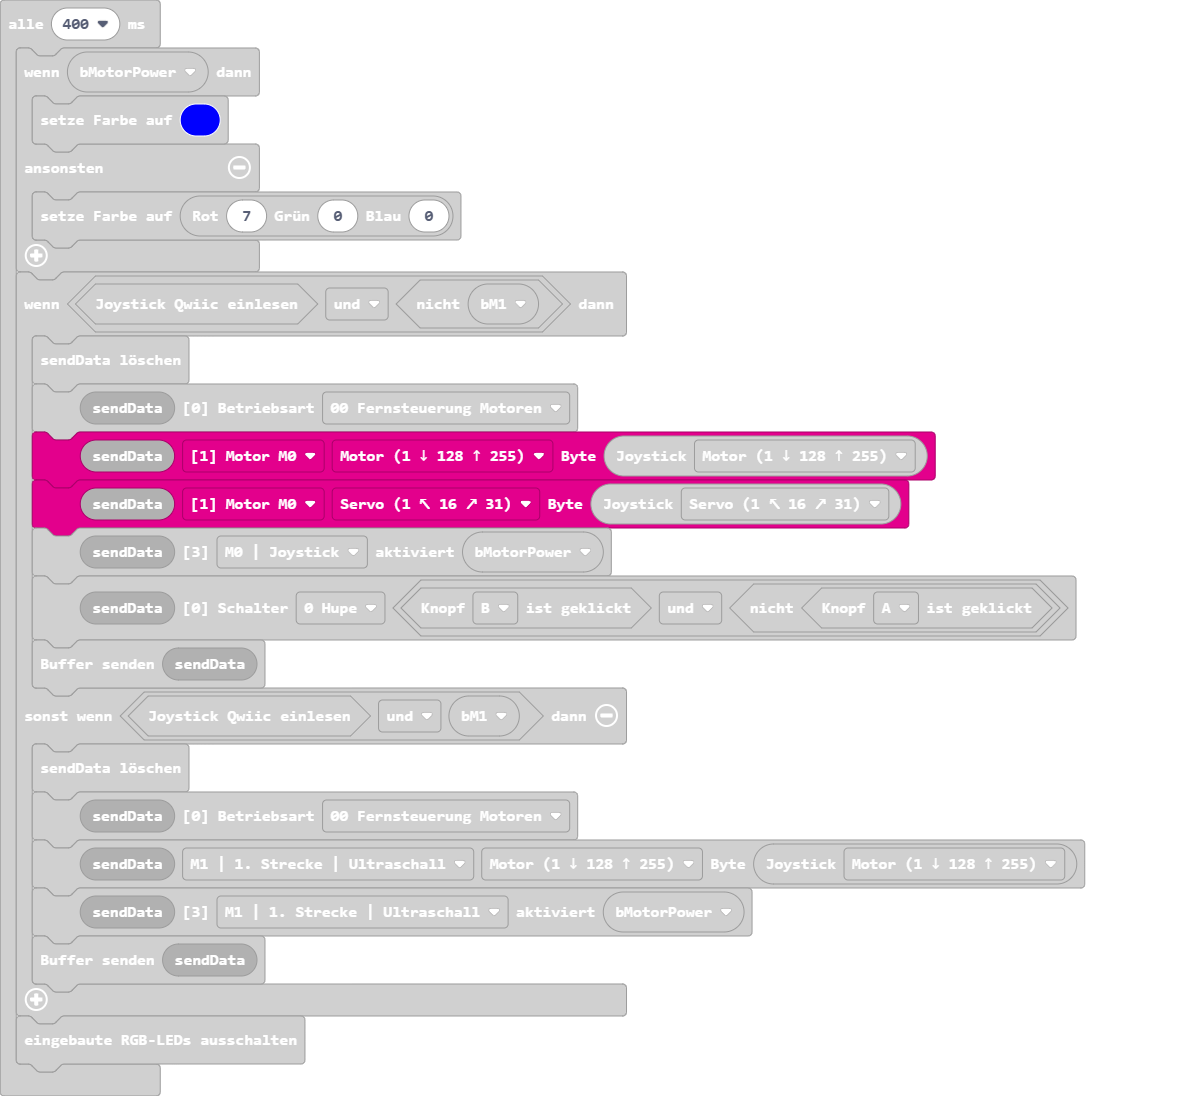 alle 400 ms
wenn bMotorPower dann
setze Farbe auf
ansonsten
setze Farbe auf Rot 7 Grün 0 Blau 0
wenn Joystick Qwiic einlesen und nicht bM1 dann
sendData löschen
sendData [0] Betriebsart 00 Fernsteuerung Motoren
sendData [1] Motor M0 Motor (1 ↓ 128 ↑ 255) Byte Joystick Motor (1 ↓ 128 ↑ 255)
sendData [1] Motor M0 Servo (1 ↖ 16 ↗ 31) Byte Joystick Servo (1 ↖ 16 ↗ 31)
sendData [3] M0 | Joystick aktiviert bMotorPower
sendData [0] Schalter 0 Hupe Knopf B ist geklickt und nicht Knopf A ist geklickt
Buffer senden sendData
sonst wenn Joystick Qwiic einlesen und bM1 dann
sendData löschen
sendData [0] Betriebsart 00 Fernsteuerung Motoren
sendData M1 | 1. Strecke | Ultraschall Motor (1 ↓ 128 ↑ 255) Byte Joystick Motor (1 ↓ 128 ↑ 255)
sendData [3] M1 | 1. Strecke | Ultraschall aktiviert bMotorPower
Buffer senden sendData
eingebaute RGB-LEDs ausschalten